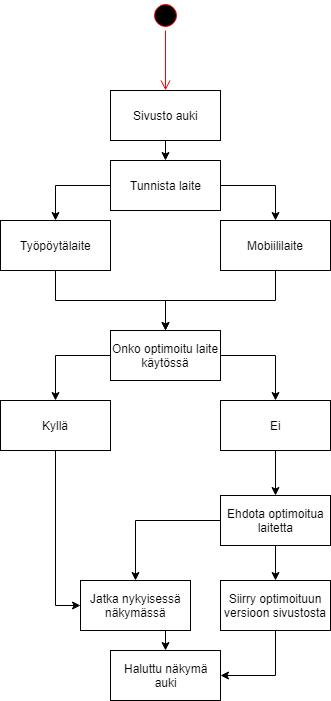 Sivusto auki
Tunnista laite
Työpöytälaite
Mobiililaite
Onko optimoitu laite
käytössä
Kyllä
Ei
Ehdota optimoitua
laitetta
Jatka nykyisessä
näkymässä
Siirry optimoituun
versioon sivustosta
Haluttu näkymä
auki